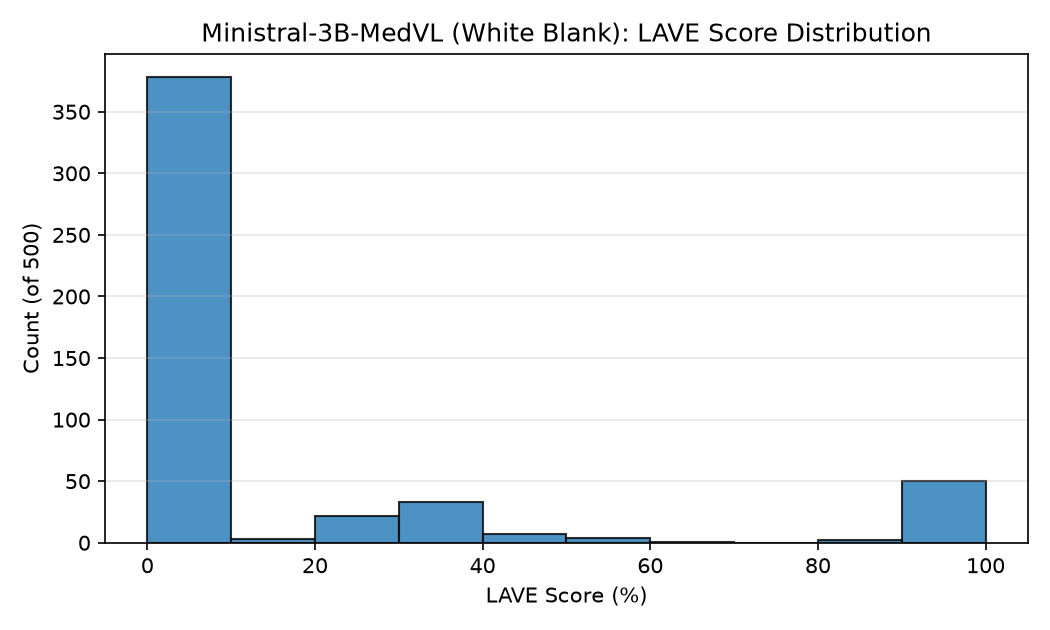 Ministral-3B-MedVL (White Blank): LAVE Score Distribution
Count (of 500)
350
300
250
200
150
100
50
0
0 20 40 60 80 100
LAVE Score (%)